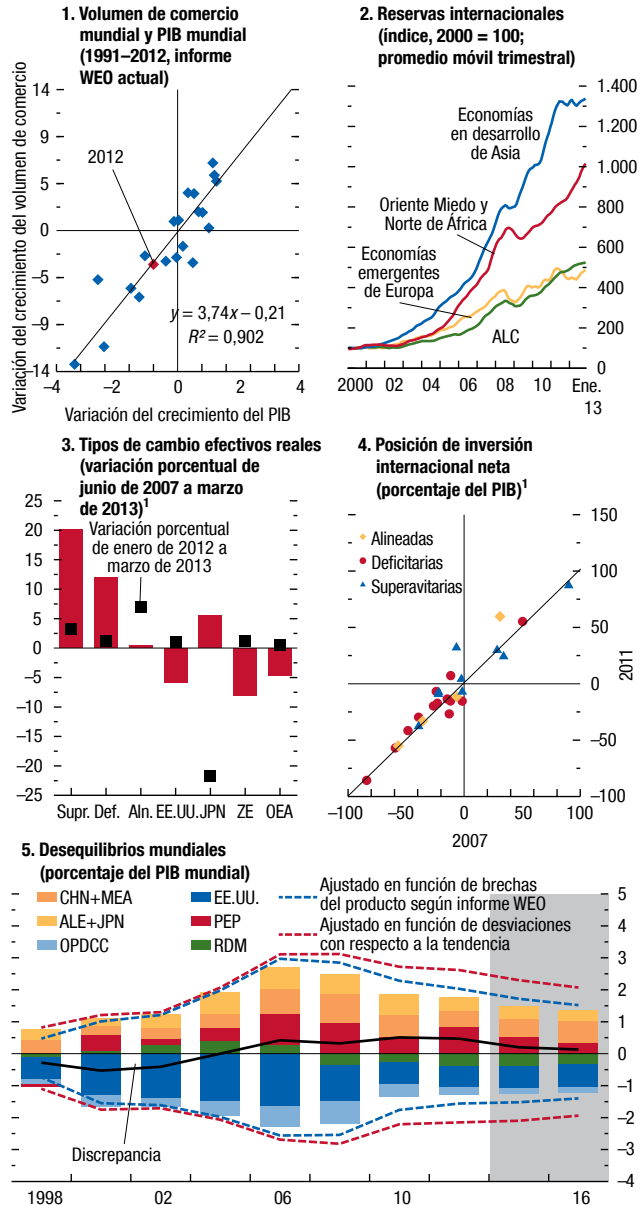 1. Volumen de comercio
mundial y PIB mundial
(1991–2012, informe
WEO actual)
Variación del crecimiento del volumen de comercio
14
9
5
0
–5
–9
–14
2012
y = 3,74x – 0,21
R² = 0,902
–4 –2 0 2 4
Variación del crecimiento del PIB
2. Reservas internacionales
(índice, 2000 = 100;
promedio móvil trimestral)
1.400
1.200
1.000
800
600
400
200
0
Economías
en desarrollo
de Asia
Oriente Miedo y
Norte de África
Economías
emergentes
de Europa
ALC
2000 02 04 06 08 10 Ene.
13
3. Tipos de cambio efectivos reales
(variación porcentual de
junio de 2007 a marzo
de 2013)¹
25
20
15
10
5
0
–5
–10
–15
–20
–25
Variación porcentual
de enero de 2012 a
marzo de 2013
Supr. Def. Aln. EE.UU. JPN ZE OEA
4. Posición de inversión
internacional neta
(porcentaje del PIB)¹
Alineadas
Deficitarias
Superavitarias
150
100
50
0
–50
–100
2011
–100 –50 0 50 100
2007
5. Desequilibrios mundiales
(porcentaje del PIB mundial)
CHN+MEA
ALE+JPN
OPDCC
EE.UU.
PEP
RDM
Ajustado en función de brechas
del producto según informe WEO
Ajustado en función de desviaciones
con respecto a la tendencia
5
4
3
2
1
0
–1
–2
–3
–4
Discrepancia
1998 02 06 10 16